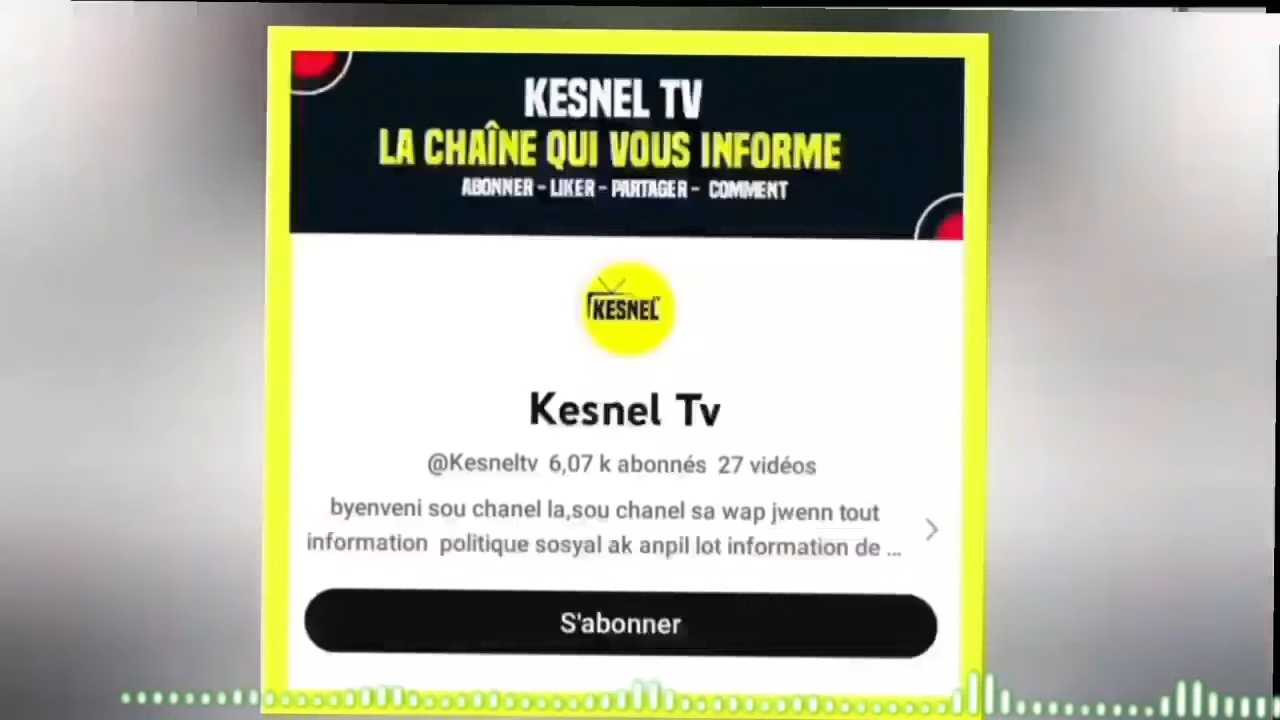 KESNEL TV
LA CHAÎNE QUI VOUS INFORME
ABONNER - LIKER - PARTAGER - COMMENT
KESNEL
Kesnel Tv
@Kesneltv 6,07 k abonnés 27 vidéos
byenveni sou chanel la,sou chanel sa wap jwenn tout
information politique sosyal ak anpil lot information de ...
S'abonner